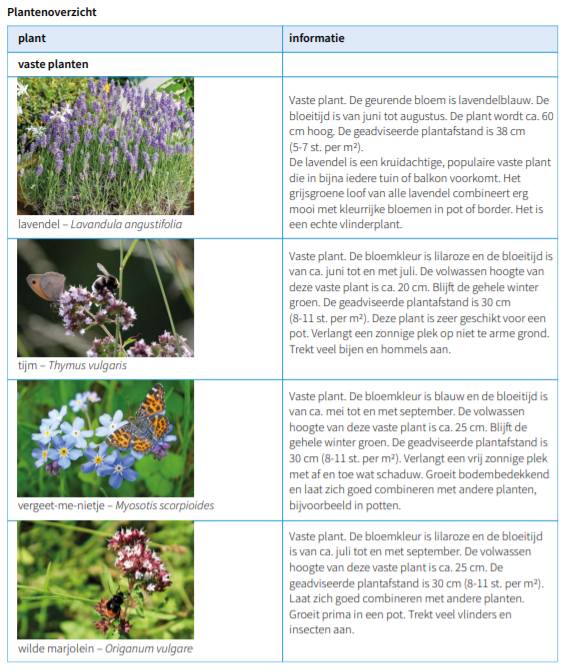 Plantenoverzicht
plant
informatie
vaste planten
Vaste plant. De geurende bloem is lavendelblauw. De
bloeitijd is van juni tot augustus. De plant wordt ca. 60
cm hoog. De geadviseerde plantafstand is 38 cm
(5-7 st. per m²).
De lavendel is een kruidachtige, populaire vaste plant
die in bijna iedere tuin of balkon voorkomt. Het
grijsgroene loof van alle lavendel combineert erg
mooi met kleurrijke bloemen in pot of border. Het is
een echte vlinderplant.
lavendel – Lavandula angustifolia
Vaste plant. De bloemkleur is lilaroze en de bloeitijd is
van ca. juni tot en met juli. De volwassen hoogte van
deze vaste plant is ca. 20 cm. Blijft de gehele winter
groen. De geadviseerde plantafstand is 30 cm
(8-11 st. per m²). Deze plant is zeer geschikt voor een
pot. Verlangt een zonnige plek op niet te arme grond.
Trekt veel bijen en hommels aan.
tijm – Thymus vulgaris
Vaste plant. De bloemkleur is blauw en de bloeitijd is
van ca. mei tot en met september. De volwassen
hoogte van deze vaste plant is ca. 25 cm. Blijft de
gehele winter groen. De geadviseerde plantafstand is
30 cm (8-11 st. per m²). Verlangt een vrij zonnige plek
met af en toe wat schaduw. Groeit bodembedekkend
en laat zich goed combineren met andere planten,
bijvoorbeeld in potten.
vergeet-me-nietje – Myosotis scorpioides
Vaste plant. De bloemkleur is lilaroze en de bloeitijd
is van ca. juli tot en met september. De volwassen
hoogte van deze vaste plant is ca. 25 cm. De
geadviseerde plantafstand is 30 cm (8-11 st. per m²).
Laat zich goed combineren met andere planten.
Groeit prima in een pot. Trekt veel vlinders en
insecten aan.
wilde marjolein – Origanum vulgare